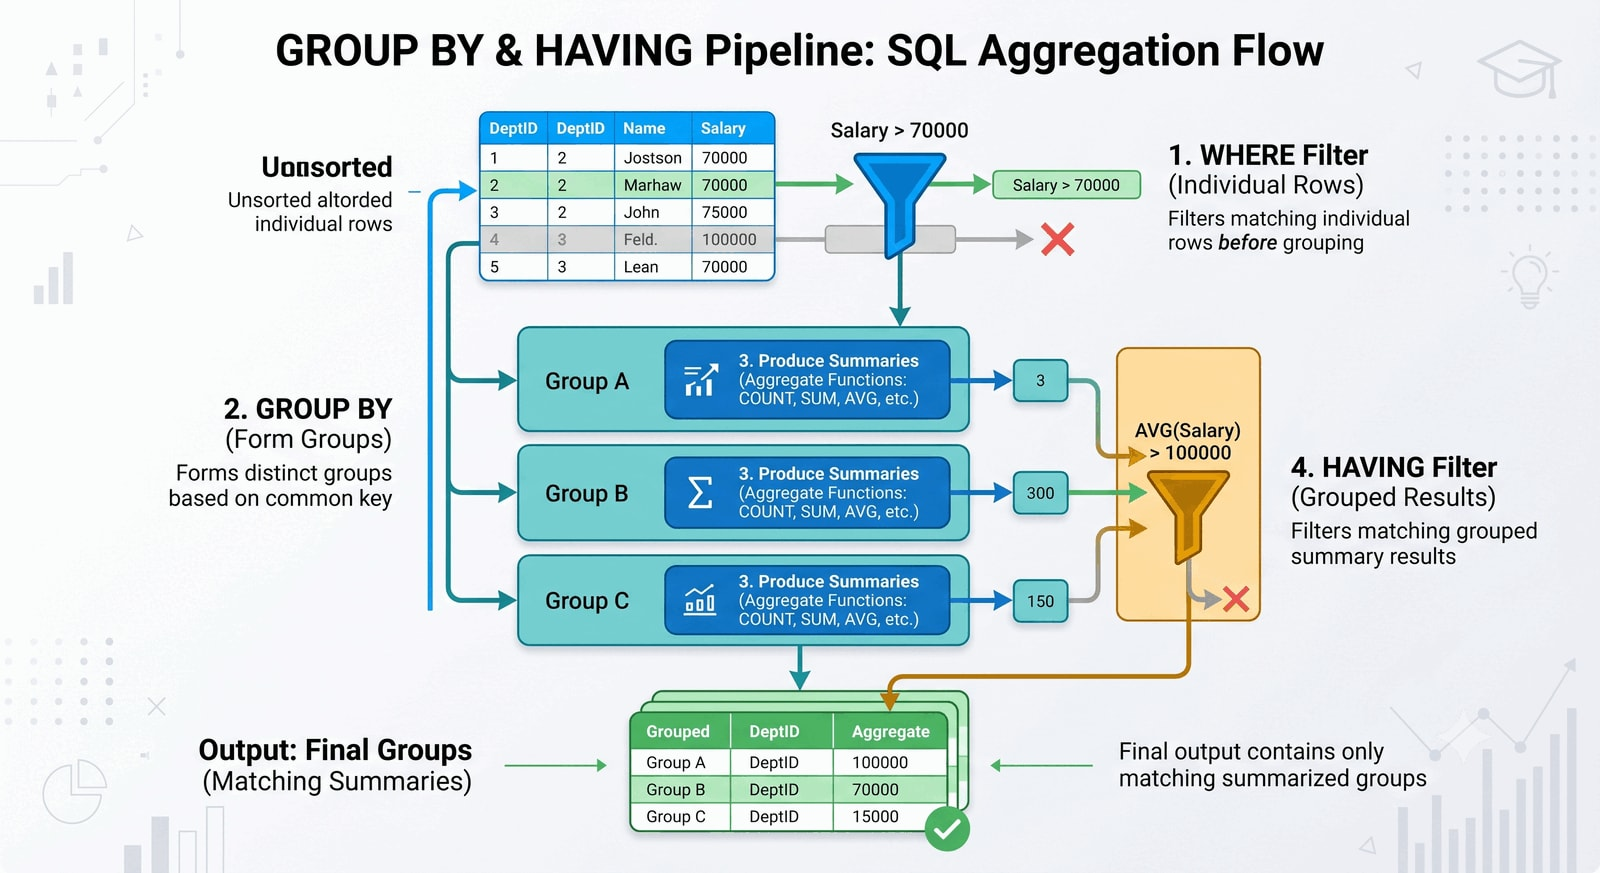 GROUP BY & HAVING Pipeline: SQL Aggregation Flow
DeptID DeptID Name Salary
1 2 Jostson 70000
2 2 Marhaw 70000
3 2 John 75000
4 3 Feld. 100000
5 3 Lean 70000
Unsorted altorded
individual rows
Salary > 70000
Salary > 70000
1. WHERE Filter
(Individual Rows)
Filters matching individual
rows before grouping
2. GROUP BY
(Form Groups)
Forms distinct groups
based on common key
Group A
3. Produce Summaries
(Aggregate Functions:
COUNT, SUM, AVG, etc.)
3
Group B
3. Produce Summaries
(Aggregate Functions:
COUNT, SUM, AVG, etc.)
300
Group C
3. Produce Summaries
(Aggregate Functions:
COUNT, SUM, AVG, etc.)
150
AVG(Salary)
> 100000
4. HAVING Filter
(Grouped Results)
Filters matching grouped
summary results
Output: Final Groups
(Matching Summaries)
Grouped DeptID Aggregate
Group A DeptID 100000
Group B DeptID 70000
Group C DeptID 15000
Final output contains only
matching summarized groups